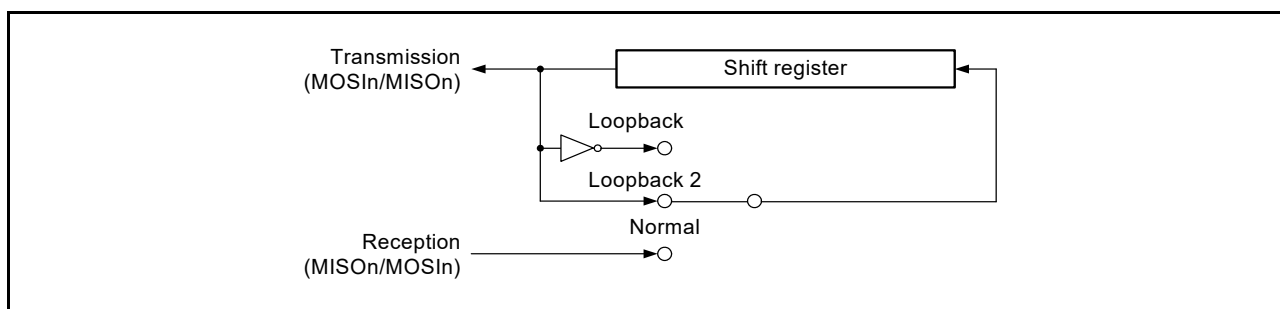 Transmission
(MOSIn/MISOn)
Shift register
Loopback
Loopback 2
Normal
Reception
(MISOn/MOSIn)